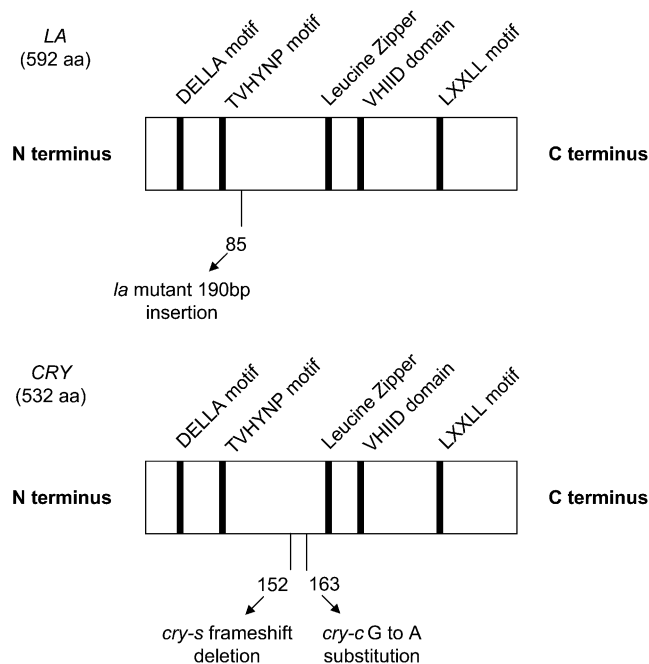 LA
(592 aa)
DELLA motif
TVHYNP motif
Leucine Zipper
VHIID domain
LXXLL motif
N terminus
C terminus
85
la mutant 190bp
insertion
CRY
(532 aa)
DELLA motif
TVHYNP motif
Leucine Zipper
VHIID domain
LXXLL motif
N terminus
C terminus
152
163
cry-s frameshift
deletion
cry-c G to A
substitution